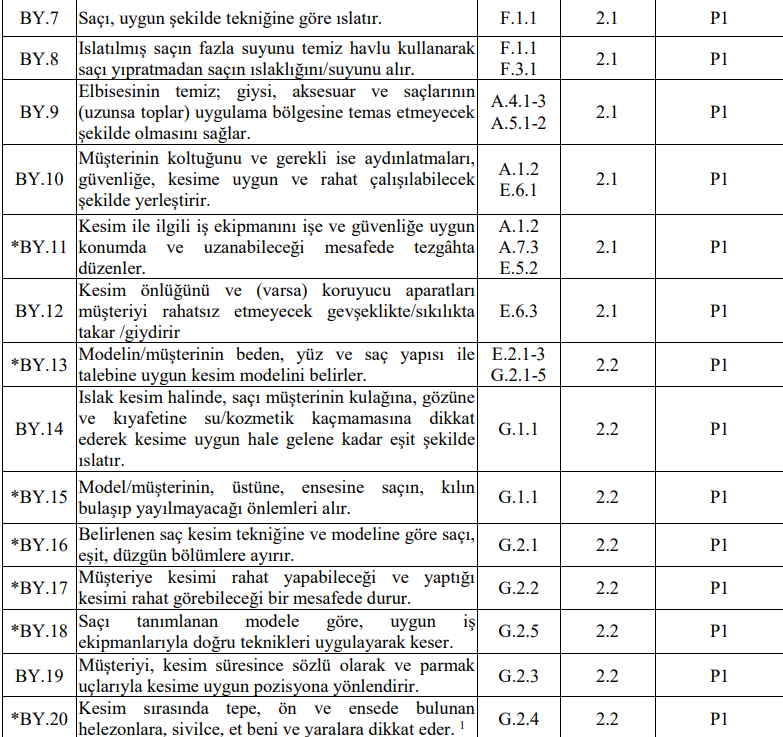 BY.7 Saçı, uygun şekilde tekniğine göre ıslatır. F.1.1 2.1 P1
BY.8 Islatılmış saçın fazla suyunu temiz havlu kullanarak
saçı yıpratmadan saçın ıslaklığını/suyunu alır. F.1.1
F.3.1 2.1 P1
BY.9 Elbisesinin temiz; giysi, aksesuar ve saçlarının
(uzunsa toplar) uygulama bölgesine temas etmeyecek
şekilde olmasını sağlar. A.4.1-3
A.5.1-2 2.1 P1
BY.10 Müşterinin koltuğunu ve gerekli ise aydınlatmaları,
güvenliğe, kesime uygun ve rahat çalışılabilecek
şekilde yerleştirir. A.1.2
E.6.1 2.1 P1
*BY.11 Kesim ile ilgili iş ekipmanını işe ve güvenliğe uygun
konumda ve uzanabileceği mesafede tezgâhta
düzenler. A.1.2
A.7.3
E.5.2 2.1 P1
BY.12 Kesim önlüğünü ve (varsa) koruyucu aparatları
müşteriyi rahatsız etmeyecek gevşeklikte/sıkılıkta
takar /giydirir E.6.3 2.1 P1
*BY.13 Modelin/müşterinin beden, yüz ve saç yapısı ile
talebine uygun kesim modelini belirler. E.2.1-3
G.2.1-5 2.2 P1
BY.14 Islak kesim halinde, saçı müşterinin kulağına, gözüne
ve kıyafetine su/kozmetik kaçmamasına dikkat
ederek kesime uygun hale gelene kadar eşit şekilde
ıslatır. G.1.1 2.2 P1
*BY.15 Model/müşterinin, üstüne, ensesine saçın, kılın
bulaşıp yayılmayacağı önlemleri alır. G.1.1 2.2 P1
*BY.16 Belirlenen saç kesim tekniğine ve modeline göre saçı,
eşit, düzgün bölümlere ayırır. G.2.1 2.2 P1
*BY.17 Müşteriye kesimi rahat yapabileceği ve yaptığı
kesimi rahat görebileceği bir mesafede durur. G.2.2 2.2 P1
*BY.18 Saçı tanımlanan modele göre, uygun iş
ekipmanlarıyla doğru teknikleri uygulayarak keser. G.2.5 2.2 P1
BY.19 Müşteriyi, kesim süresince sözlü olarak ve parmak
uçlarıyla kesime uygun pozisyona yönlendirir. G.2.3 2.2 P1
*BY.20 Kesim sırasında tepe, ön ve ensede bulunan
helezonlara, sivilce, et beni ve yaralara dikkat eder. 1 G.2.4 2.2 P1